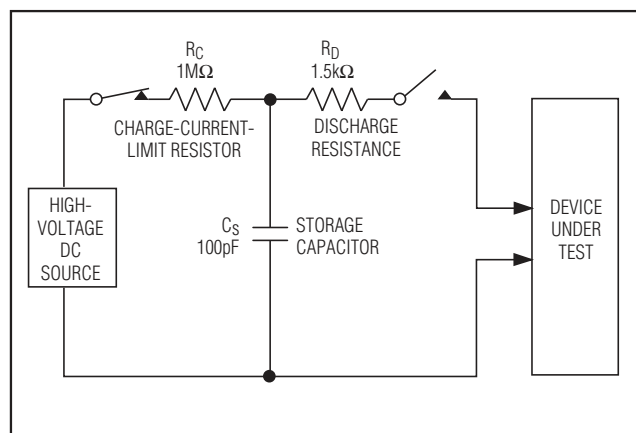 R_C
1MΩ
R_D
1.5kΩ
CHARGE-CURRENT-
LIMIT RESISTOR
DISCHARGE
RESISTANCE
HIGH-
VOLTAGE
DC
SOURCE
C_S
100pF
STORAGE
CAPACITOR
DEVICE
UNDER
TEST